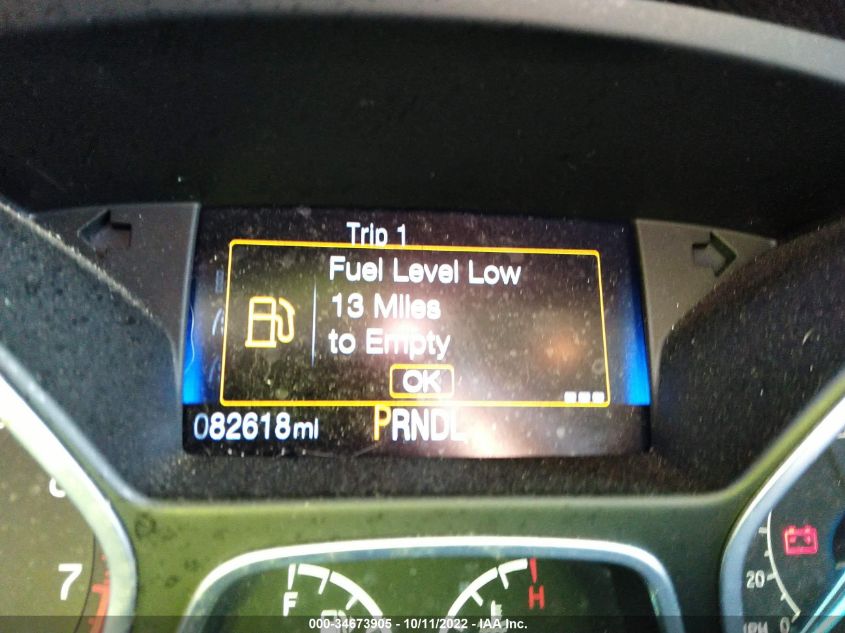 Trip 1
Fuel Level Low
13 Miles
to Empty
OK
082618mi PRNDL
7
F
H
20
0
000-34673905 - 10/11/2022 - IAA Inc.